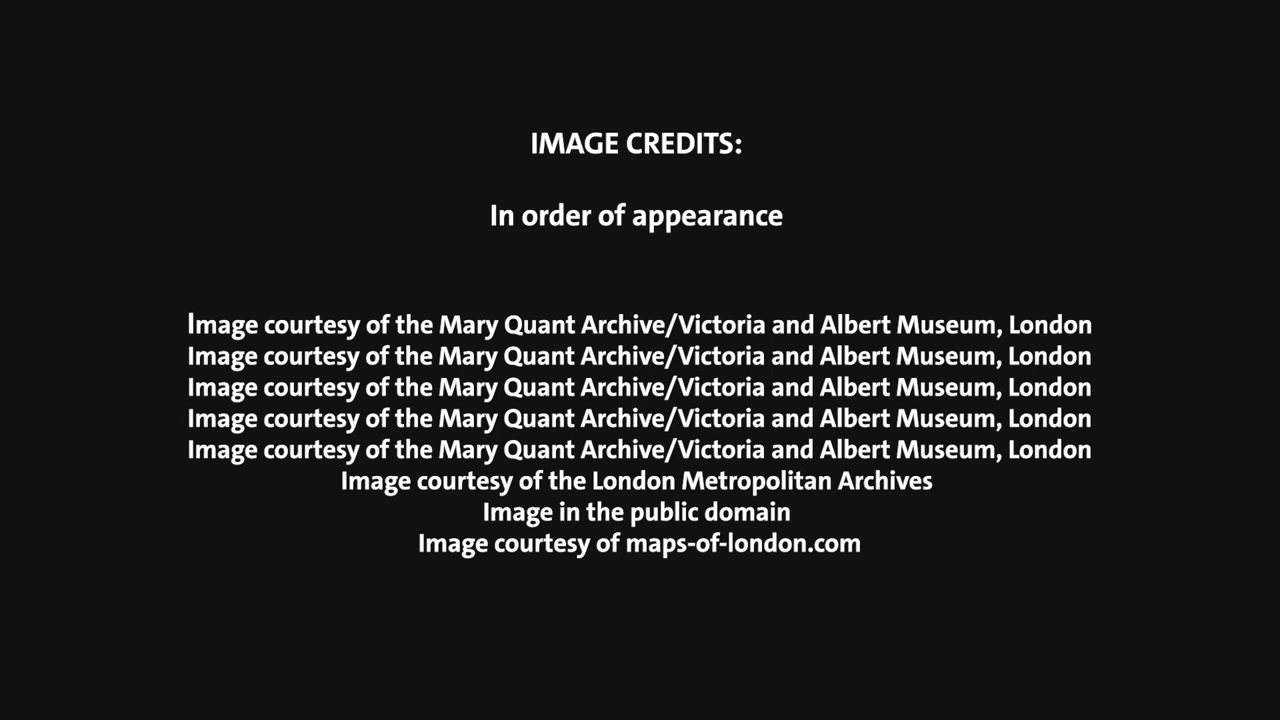 IMAGE CREDITS:
In order of appearance
Image courtesy of the Mary Quant Archive/Victoria and Albert Museum, London
Image courtesy of the Mary Quant Archive/Victoria and Albert Museum, London
Image courtesy of the Mary Quant Archive/Victoria and Albert Museum, London
Image courtesy of the Mary Quant Archive/Victoria and Albert Museum, London
Image courtesy of the Mary Quant Archive/Victoria and Albert Museum, London
Image courtesy of the London Metropolitan Archives
Image in the public domain
Image courtesy of maps-of-london.com